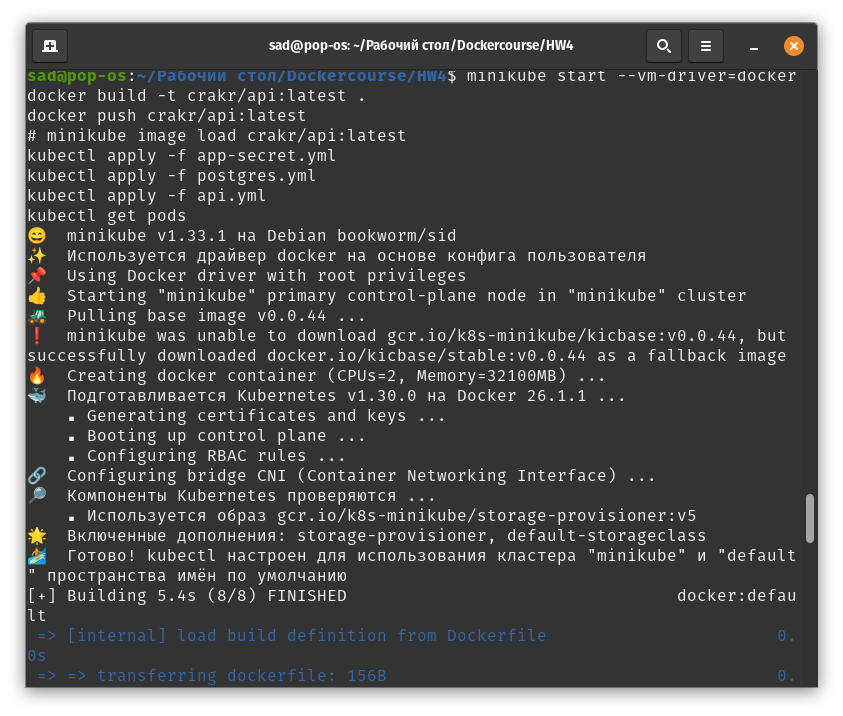 sad@pop-os: ~/Рабочий стол/Dockercourse/HW4
sad@pop-os:~/Рабочий стол/Dockercourse/HW4$ minikube start --vm-driver=docker
docker build -t crakr/api:latest .
docker push crakr/api:latest
# minikube image load crakr/api:latest
kubectl apply -f app-secret.yml
kubectl apply -f postgres.yml
kubectl apply -f api.yml
kubectl get pods
😄  minikube v1.33.1 на Debian bookworm/sid
✨  Используется драйвер docker на основе конфига пользователя
📌  Using Docker driver with root privileges
👍  Starting "minikube" primary control-plane node in "minikube" cluster
🚜  Pulling base image v0.0.44 ...
❗  minikube was unable to download gcr.io/k8s-minikube/kicbase:v0.0.44, but
successfully downloaded docker.io/kicbase/stable:v0.0.44 as a fallback image
🔥  Creating docker container (CPUs=2, Memory=32100MB) ...
🐳  Подготавливается Kubernetes v1.30.0 на Docker 26.1.1 ...
    ▪ Generating certificates and keys ...
    ▪ Booting up control plane ...
    ▪ Configuring RBAC rules ...
🔗  Configuring bridge CNI (Container Networking Interface) ...
🔎  Компоненты Kubernetes проверяются ...
    ▪ Используется образ gcr.io/k8s-minikube/storage-provisioner:v5
🌟  Включенные дополнения: storage-provisioner, default-storageclass
🏄  Готово! kubectl настроен для использования кластера "minikube" и "default
" пространства имён по умолчанию
[+] Building 5.4s (8/8) FINISHED                                 docker:defau
lt
 => [internal] load build definition from Dockerfile                       0.
0s
 => => transferring dockerfile: 156B                                       0.